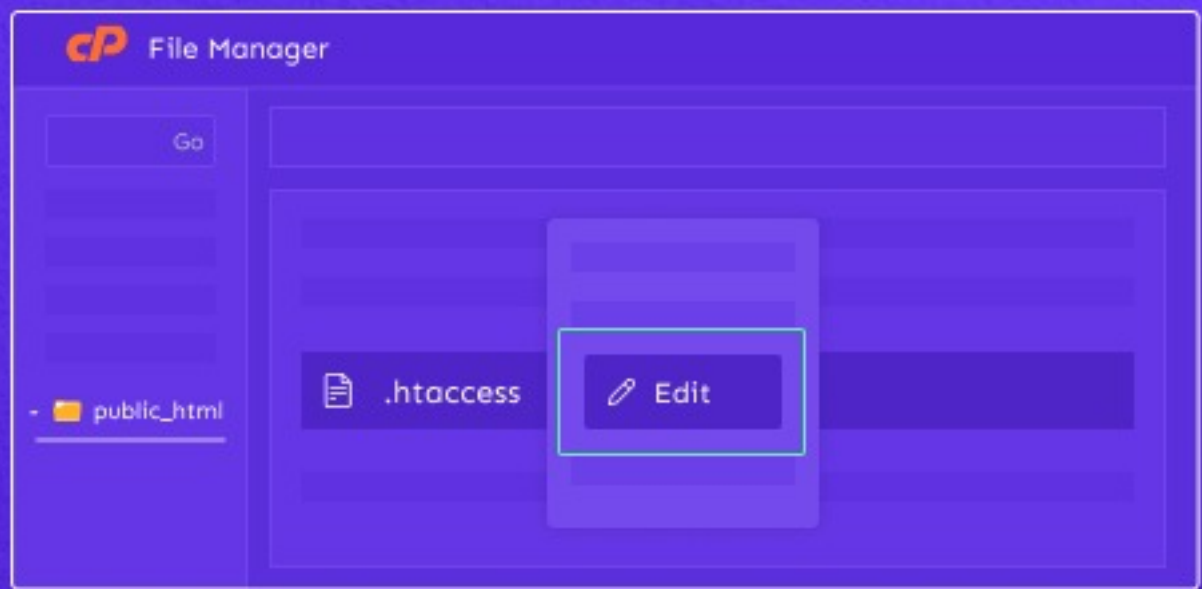 cP File Manager
Go
.htaccess
Edit
- public_html